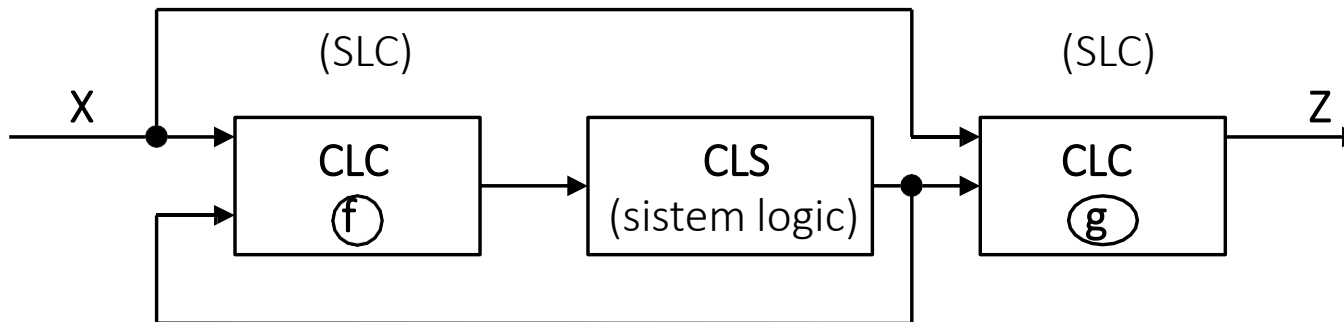 (SLC)
(SLC)
X
Z
CLC
f
CLS
(sistem logic)
CLC
g